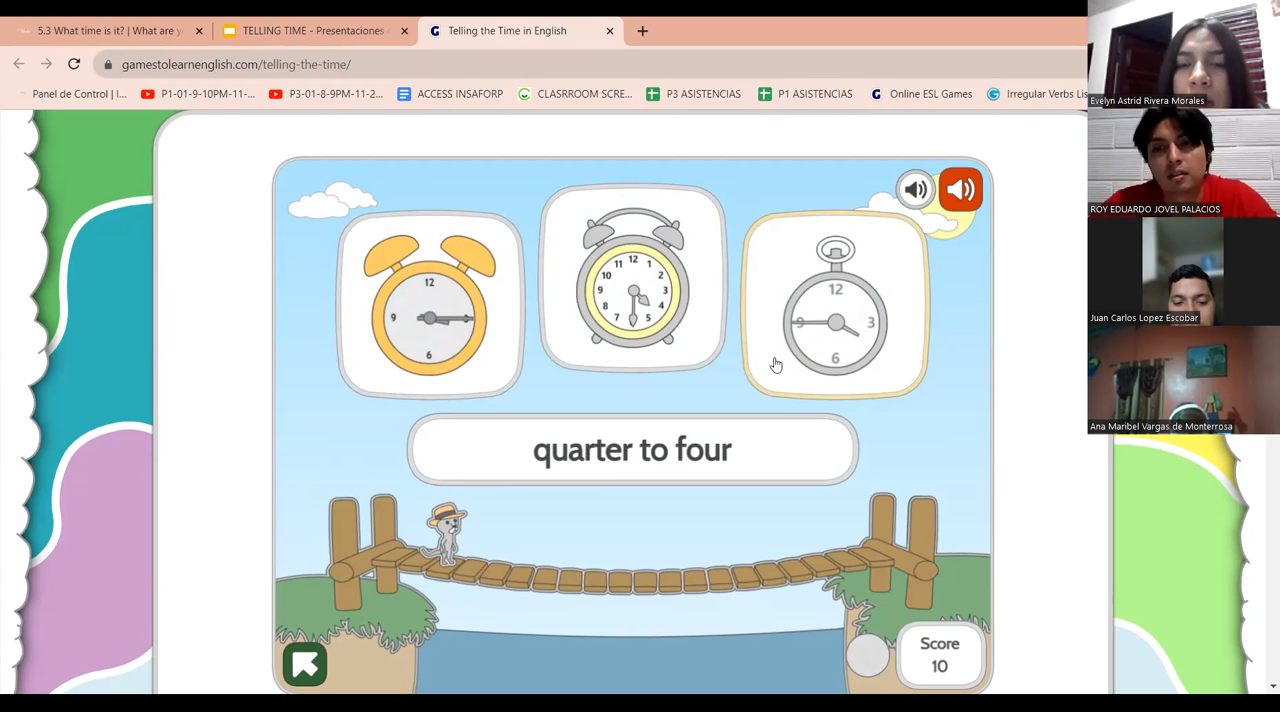 5.3 What time is it? | What are y
TELLING TIME - Presentaciones
Telling the Time in English
gamestolearnenglish.com/telling-the-time/
Panel de Control | I...
P1-01-9-10PM-11-...
P3-01-8-9PM-11-2...
ACCESS INSAFOR...
CLASRROOM SCRE...
P3 ASISTENCIAS
P1 ASISTENCIAS
Online ESL Games
Irregular Verbs Lis
Evelyn Astrid Rivera Morales
ROY EDUARDO JOVEL PALACIOS
Juan Carlos Lopez Escobar
Ana Maribel Vargas de Monterrosa
12
9
6
12
1
2
3
4
5
7
8
9
10
11
12
3
6
9
quarter to four
Score
10